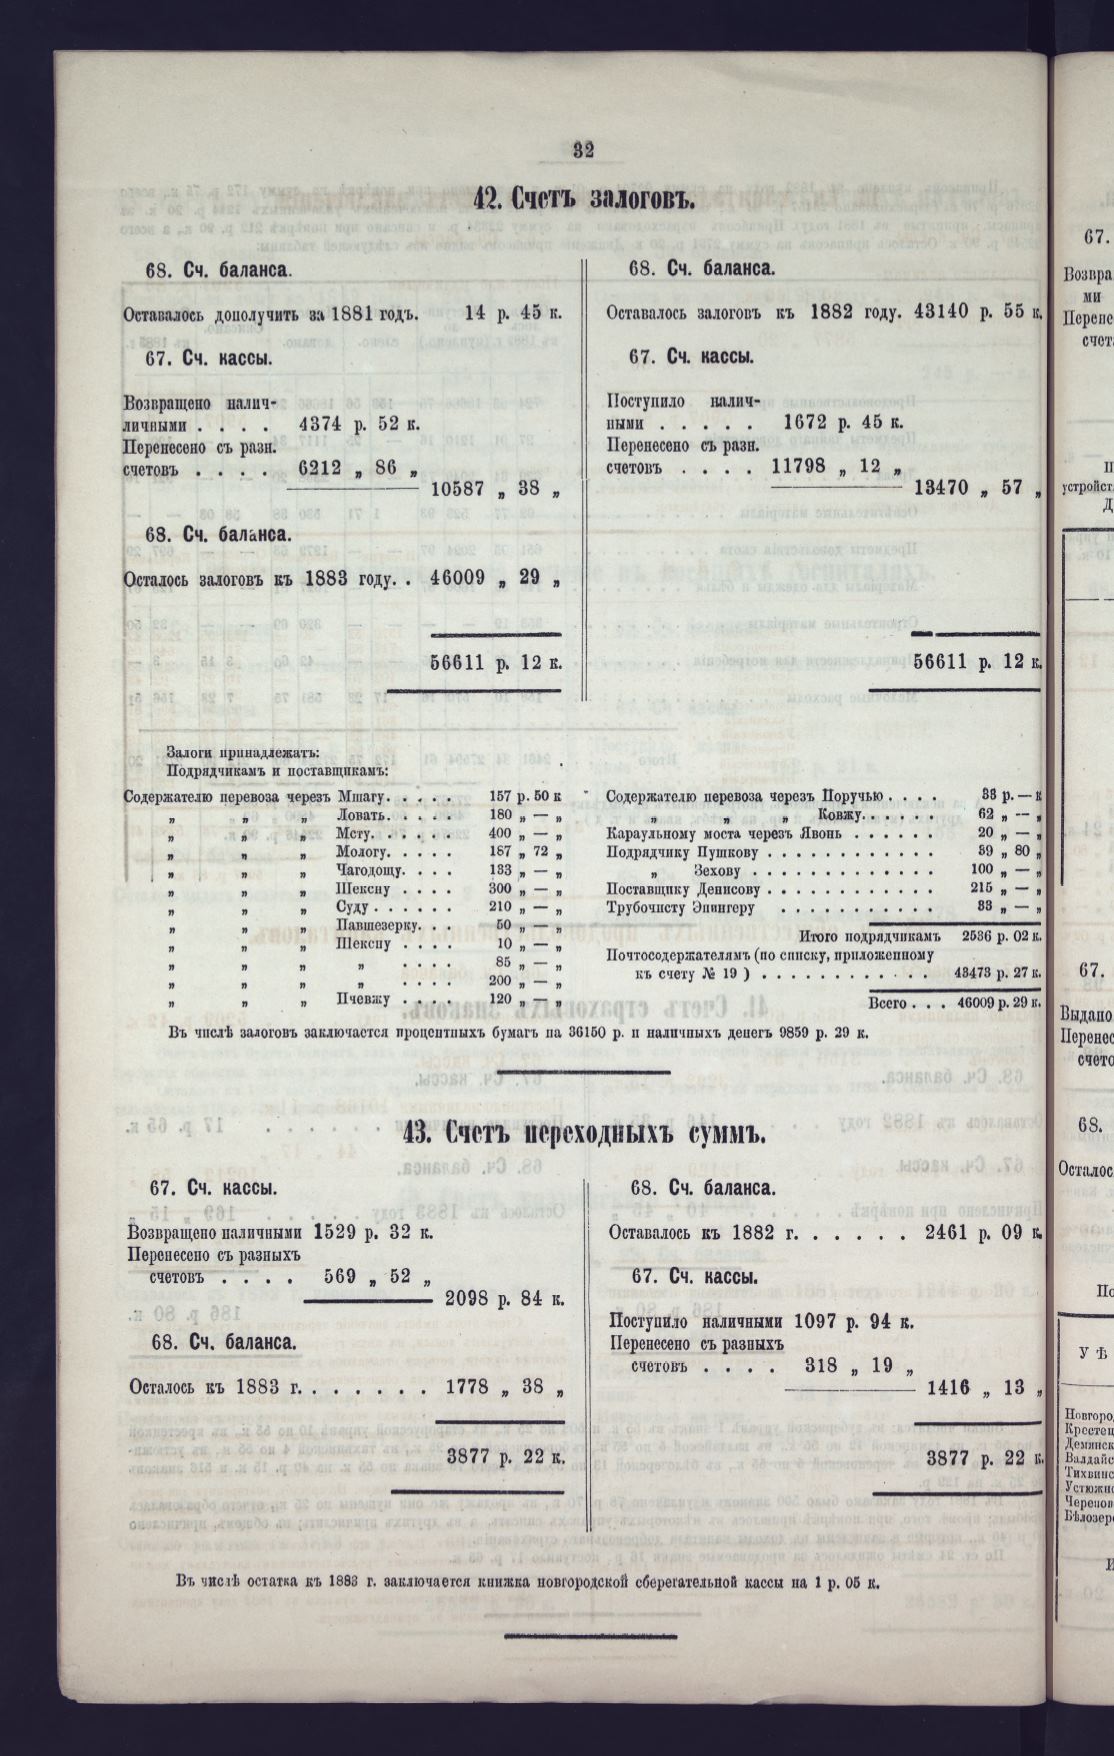 32
42. Счетъ залоговъ.
68. Сч. баланса.
Оставалось дополучить за 1881 годъ. 14 р. 45 к.
67. Сч. кассы.
Возвращено налич-
личными . . . . 4374 р. 52 к.
Перенесено съ разн.
счетовъ . . . . 6212 „ 86 „
10587 „ 38 „
68. Сч. баланса.
Осталось залоговъ къ 1883 году. . 46009 „ 29 „
56611 р. 12 к.
68. Сч. баланса.
Оставалось залоговъ къ 1882 году. 43140 р. 55 к.
67. Сч. кассы.
Поступило налич-
ными . . . . . 1672 р. 45 к.
Перенесено съ разн.
счетовъ . . . . 11798 „ 12 „
13470 „ 57 „
56611 р. 12 к.
Залоги принадлежатъ:
Подрядчикамъ и поставщикамъ:
Содержателю перевоза черезъ Мшагу. . . . . 157 р. 50 к
„ „ „ Ловать. . . . . 180 „ — „
„ „ „ Мсту. . . . . . 400 „ — „
„ „ „ Мологу. . . . . 187 „ 72 „
„ „ „ Чагодощу. . . . 133 „ — „
„ „ „ Шексну . . . . 300 „ — „
„ „ „ Суду . . . . . . 210 „ — „
„ „ „ Павшезерку. . . 50 „ — „
„ „ „ Шексну . . . . 10 „ — „
„ „ „ „ . . . . 85 „ — „
„ „ „ „ . . . . 200 „ — „
„ „ „ Пчевжу . . . . 120 „ — „
Содержателю перевоза черезъ Поручью . . . . 33 р. — к
„ „ „ Ковжу. . . . . . 62 „ — „
Караульному моста черезъ Явонь . . . . . . 20 „ — „
Подрядчику Пушкову . . . . . . . . . . . . 39 „ 80 „
„ Зехову . . . . . . . . . . . . . 100 „ — „
Поставщику Денисову . . . . . . . . . . . . 215 „ — „
Трубочисту Эпингеру . . . . . . . . . . . 33 „ — „
Итого подрядчикамъ 2536 р. 02 к.
Почтосодержателямъ (по списку, приложенному
къ счету № 19 ) . . . . . . . . . . . . 43473 р. 27 к.
Всего . . . 46009 р. 29 к.
Въ числѣ залоговъ заключается процентныхъ бумагъ на 36150 р. и наличныхъ денегъ 9859 р. 29 к.
43. Счетъ переходныхъ суммъ.
67. Сч. кассы.
Возвращено наличными 1529 р. 32 к.
Перенесено съ разныхъ
счетовъ . . . . 569 „ 52 „
2098 р. 84 к.
68. Сч. баланса.
Осталось къ 1883 г. . . . . . . 1778 „ 38 „
3877 р. 22 к.
68. Сч. баланса.
Оставалось къ 1882 г. . . . . . 2461 р. 09 к.
67. Сч. кассы.
Поступило наличными 1097 р. 94 к.
Перенесено съ разныхъ
счетовъ . . . . 318 „ 19 „
1416 „ 13 „
3877 р. 22 к.
Въ числѣ остатка къ 1883 г. заключается книжка новгородской сберегательной кассы на 1 р. 05 к.
67.
ми
счет
устройст
67.
Выдано
счето
68.
Осталос